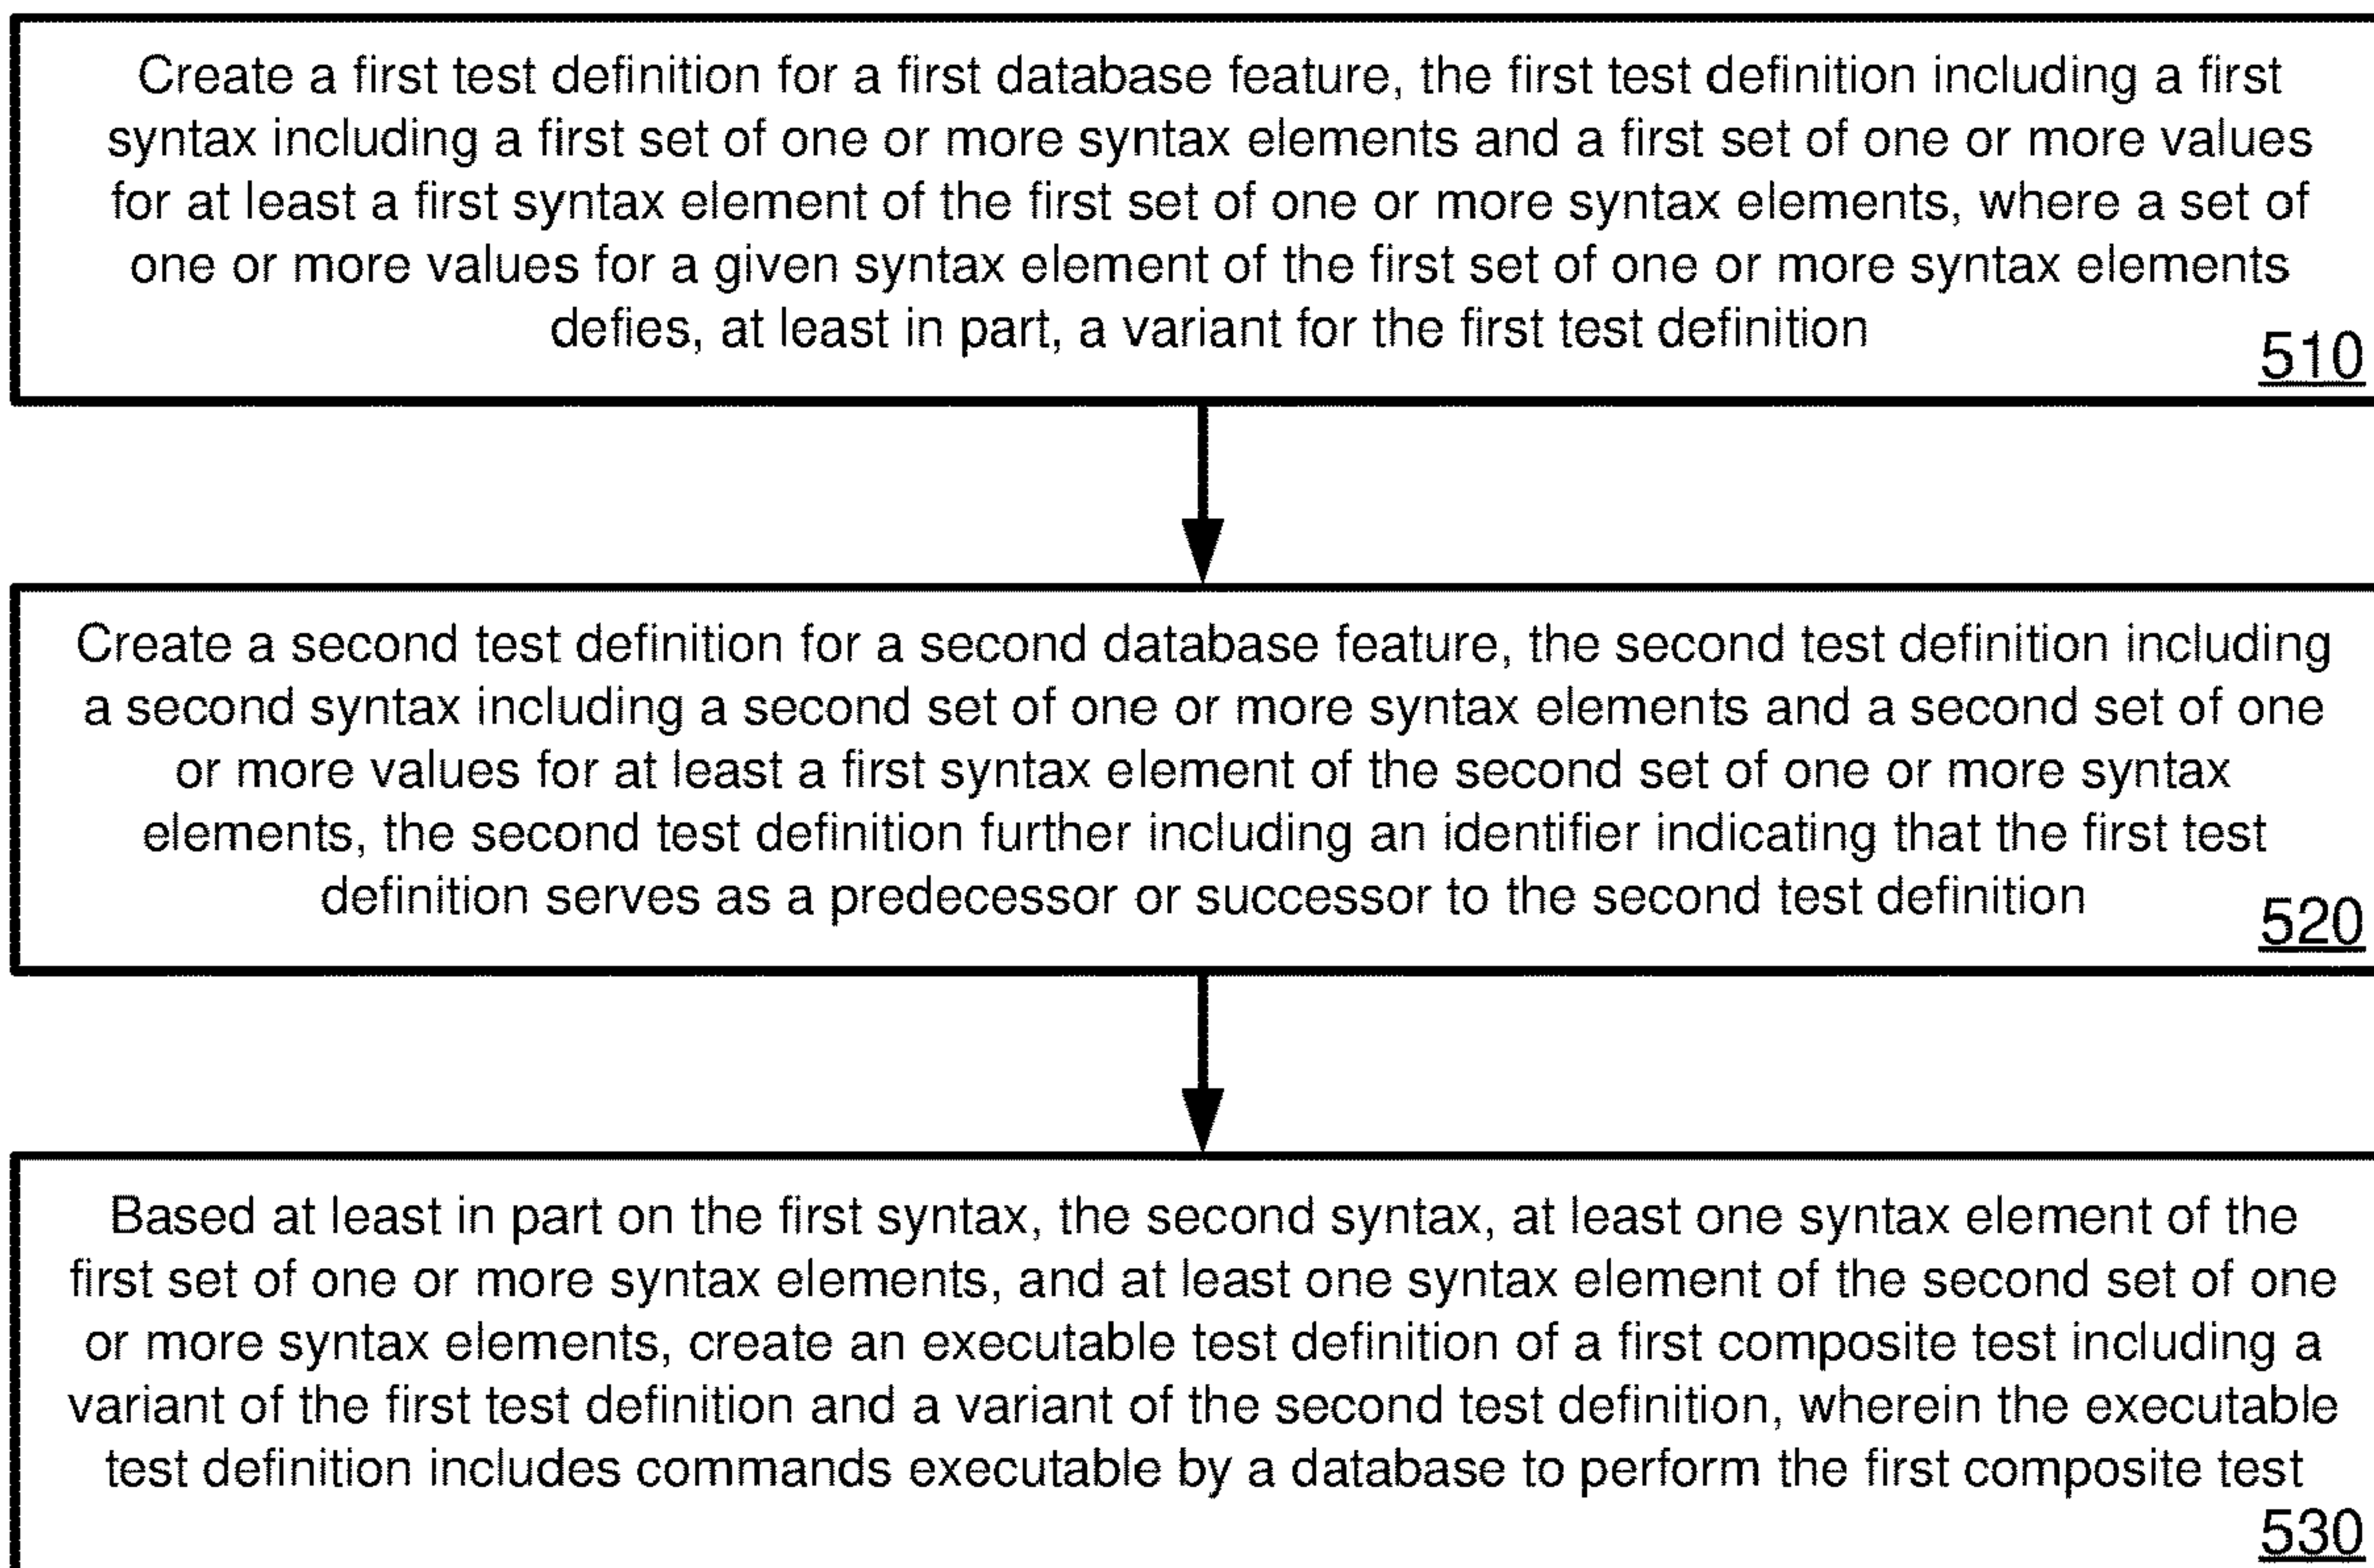 Create a first test definition for a first database feature, the first test definition including a first
syntax including a first set of one or more syntax elements and a first set of one or more values
for at least a first syntax element of the first set of one or more syntax elements, where a set of
one or more values for a given syntax element of the first set of one or more syntax elements
defies, at least in part, a variant for the first test definition
510
Create a second test definition for a second database feature, the second test definition including
a second syntax including a second set of one or more syntax elements and a second set of one
or more values for at least a first syntax element of the second set of one or more syntax
elements, the second test definition further including an identifier indicating that the first test
definition serves as a predecessor or successor to the second test definition
520
Based at least in part on the first syntax, the second syntax, at least one syntax element of the
first set of one or more syntax elements, and at least one syntax element of the second set of one
or more syntax elements, create an executable test definition of a first composite test including a
variant of the first test definition and a variant of the second test definition, wherein the executable
test definition includes commands executable by a database to perform the first composite test
530